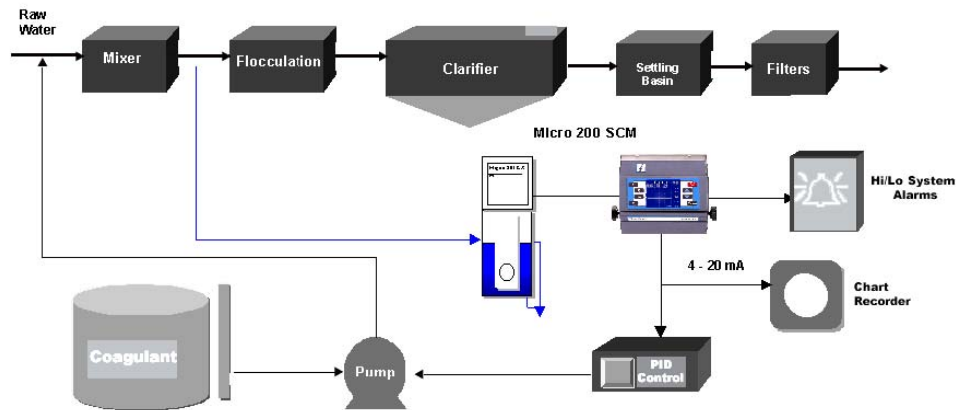 Raw
Water
Mixer
Flocculation
Clarifier
Settling
Basin
Filters
Micro 200 SCM
Hi/Lo System
Alarms
4 - 20 mA
Chart
Recorder
Coagulant
Pump
PID
Control